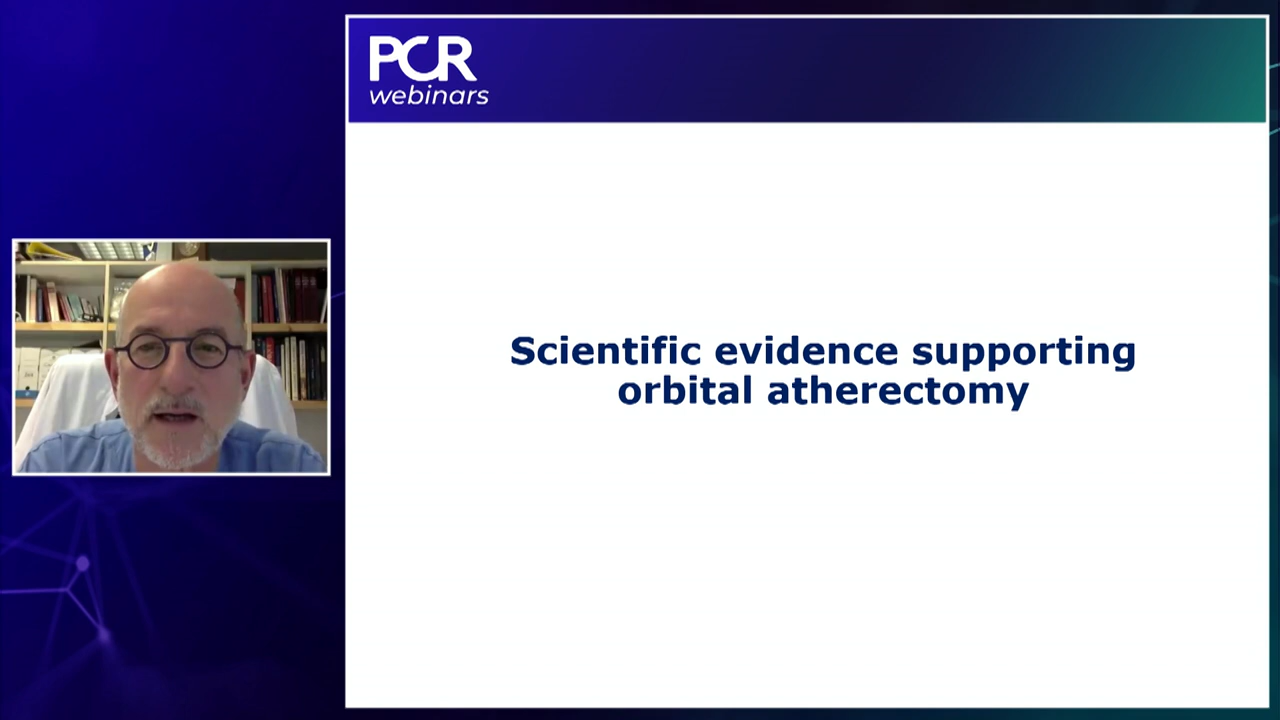 PCR
webinars
Scientific evidence supporting
orbital atherectomy